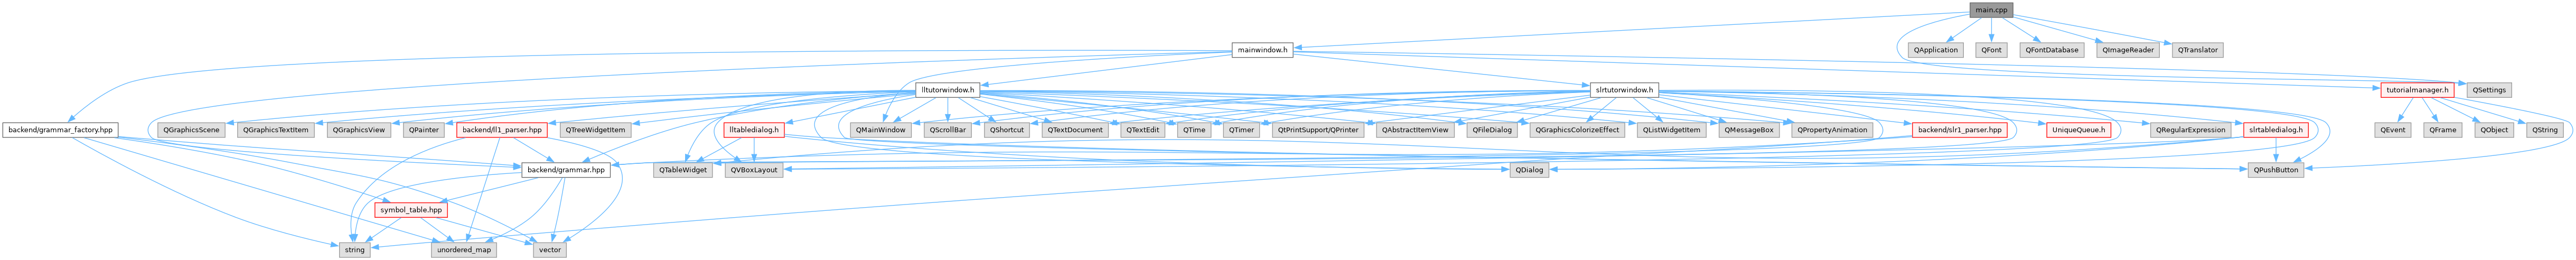 main.cpp
mainwindow.h
QApplication
QFont
QFontDatabase
QImageReader
QTranslator
lltutorwindow.h
slrtutorwindow.h
tutorialmanager.h
QSettings
backend/grammar_factory.hpp
QGraphicsScene
QGraphicsTextItem
QGraphicsView
QPainter
backend/ll1_parser.hpp
QTreeWidgetItem
lltabledialog.h
QMainWindow
QScrollBar
QShortcut
QTextDocument
QTextEdit
QTime
QTimer
QtPrintSupport/QPrinter
QAbstractItemView
QFileDialog
QGraphicsColorizeEffect
QListWidgetItem
QMessageBox
QPropertyAnimation
backend/slr1_parser.hpp
UniqueQueue.h
QRegularExpression
slrtabledialog.h
QEvent
QFrame
QObject
QString
backend/grammar.hpp
QTableWidget
QVBoxLayout
QDialog
QPushButton
symbol_table.hpp
string
unordered_map
vector